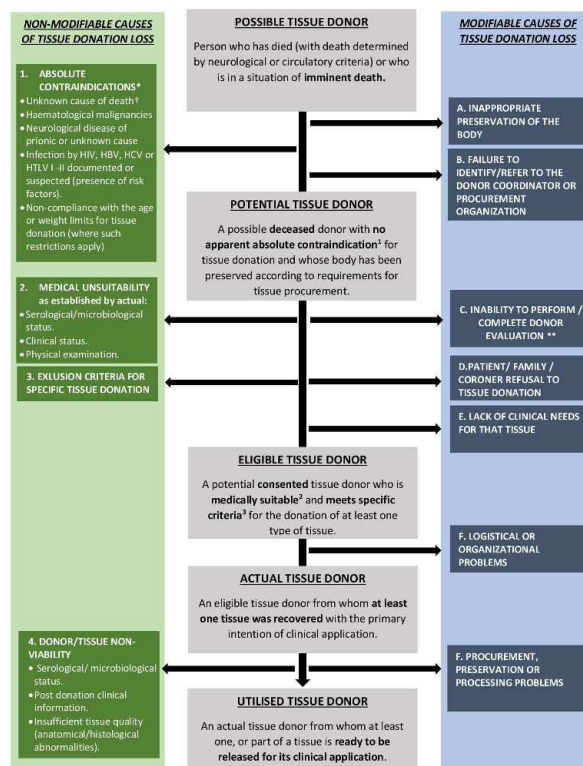 NON-MODIFIABLE CAUSES
OF TISSUE DONATION LOSS
1. ABSOLUTE
CONTRAINDICATIONS*
• Unknown cause of death†
• Haematological malignancies
• Neurological disease of
prionic or unknown cause
• Infection by HIV, HBV, HCV or
HTLV I -II documented or
suspected (presence of risk
factors).
• Non-compliance with the age
or weight limits for tissue
donation (where such
restrictions apply)
2. MEDICAL UNSUITABILITY
as established by actual:
• Serological/microbiological
status.
• Clinical status.
• Physical examination.
3. EXLUSION CRITERIA FOR
SPECIFIC TISSUE DONATION
4. DONOR/TISSUE NON-
VIABILITY
• Serological/ microbiological
status.
• Post donation clinical
information.
• Insufficient tissue quality
(anatomical/histological
abnormalities).
POSSIBLE TISSUE DONOR
Person who has died (with death determined
by neurological or circulatory criteria) or who
is in a situation of imminent death.
POTENTIAL TISSUE DONOR
A possible deceased donor with no
apparent absolute contraindication¹ for
tissue donation and whose body has been
preserved according to requirements for
tissue procurement.
ELIGIBLE TISSUE DONOR
A potential consented tissue donor who is
medically suitable² and meets specific
criteria³ for the donation of at least one
type of tissue.
ACTUAL TISSUE DONOR
An eligible tissue donor from whom at least
one tissue was recovered with the primary
intention of clinical application.
UTILISED TISSUE DONOR
An actual tissue donor from whom at least
one, or part of a tissue is ready to be
released for its clinical application.
MODIFIABLE CAUSES OF
TISSUE DONATION LOSS
A. INAPPROPRIATE
PRESERVATION OF THE
BODY
B. FAILURE TO
IDENTIFY/REFER TO THE
DONOR COORDINATOR OR
PROCUREMENT
ORGANIZATION
C. INABILITY TO PERFORM /
COMPLETE DONOR
EVALUATION **
D.PATIENT/ FAMILY /
CORONER REFUSAL TO
TISSUE DONATION
E. LACK OF CLINICAL NEEDS
FOR THAT TISSUE
F. LOGISTICAL OR
ORGANIZATIONAL
PROBLEMS
F. PROCUREMENT,
PRESERVATION OR
PROCESSING PROBLEMS